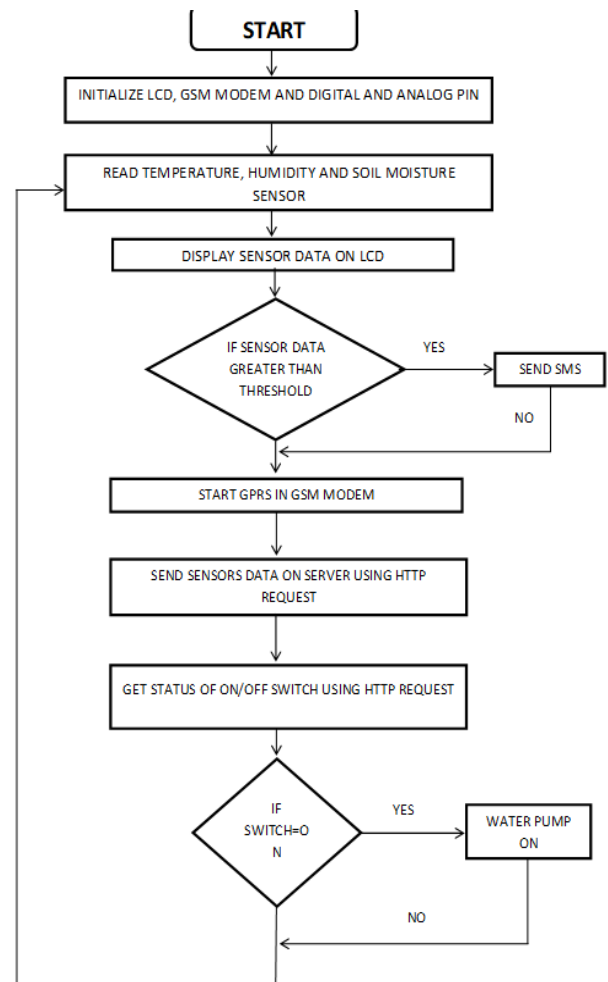 START
INITIALIZE LCD, GSM MODEM AND DIGITAL AND ANALOG PIN
READ TEMPERATURE, HUMIDITY AND SOIL MOISTURE
SENSOR
DISPLAY SENSOR DATA ON LCD
IF SENSOR DATA
GREATER THAN
THRESHOLD
YES
SEND SMS
NO
START GPRS IN GSM MODEM
SEND SENSORS DATA ON SERVER USING HTTP
REQUEST
GET STATUS OF ON/OFF SWITCH USING HTTP REQUEST
IF
SWITCH=O
N
YES
WATER PUMP
ON
NO